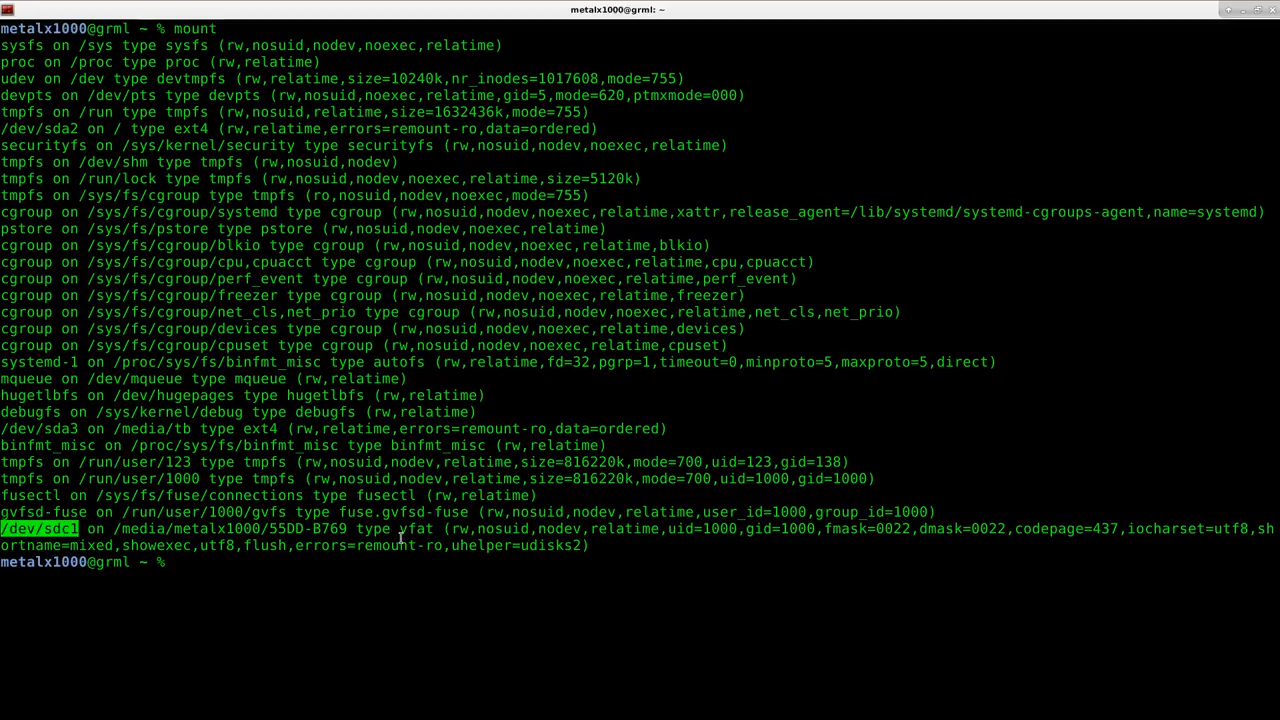 metalx1000@grml: ~
metalx1000@grml ~ % mount
sysfs on /sys type sysfs (rw,nosuid,nodev,noexec,relatime)
proc on /proc type proc (rw,relatime)
udev on /dev type devtmpfs (rw,relatime,size=10240k,nr_inodes=1017608,mode=755)
devpts on /dev/pts type devpts (rw,nosuid,noexec,relatime,gid=5,mode=620,ptmxmode=000)
tmpfs on /run type tmpfs (rw,nosuid,relatime,size=1632436k,mode=755)
/dev/sda2 on / type ext4 (rw,relatime,errors=remount-ro,data=ordered)
securityfs on /sys/kernel/security type securityfs (rw,nosuid,nodev,noexec,relatime)
tmpfs on /dev/shm type tmpfs (rw,nosuid,nodev)
tmpfs on /run/lock type tmpfs (rw,nosuid,nodev,noexec,relatime,size=5120k)
tmpfs on /sys/fs/cgroup type tmpfs (ro,nosuid,nodev,noexec,mode=755)
cgroup on /sys/fs/cgroup/systemd type cgroup (rw,nosuid,nodev,noexec,relatime,xattr,release_agent=/lib/systemd/systemd-cgroups-agent,name=systemd)
pstore on /sys/fs/pstore type pstore (rw,nosuid,nodev,noexec,relatime)
cgroup on /sys/fs/cgroup/blkio type cgroup (rw,nosuid,nodev,noexec,relatime,blkio)
cgroup on /sys/fs/cgroup/cpu,cpuacct type cgroup (rw,nosuid,nodev,noexec,relatime,cpu,cpuacct)
cgroup on /sys/fs/cgroup/perf_event type cgroup (rw,nosuid,nodev,noexec,relatime,perf_event)
cgroup on /sys/fs/cgroup/freezer type cgroup (rw,nosuid,nodev,noexec,relatime,freezer)
cgroup on /sys/fs/cgroup/net_cls,net_prio type cgroup (rw,nosuid,nodev,noexec,relatime,net_cls,net_prio)
cgroup on /sys/fs/cgroup/devices type cgroup (rw,nosuid,nodev,noexec,relatime,devices)
cgroup on /sys/fs/cgroup/cpuset type cgroup (rw,nosuid,nodev,noexec,relatime,cpuset)
systemd-1 on /proc/sys/fs/binfmt_misc type autofs (rw,relatime,fd=32,pgrp=1,timeout=0,minproto=5,maxproto=5,direct)
mqueue on /dev/mqueue type mqueue (rw,relatime)
hugetlbfs on /dev/hugepages type hugetlbfs (rw,relatime)
debugfs on /sys/kernel/debug type debugfs (rw,relatime)
/dev/sda3 on /media/tb type ext4 (rw,relatime,errors=remount-ro,data=ordered)
binfmt_misc on /proc/sys/fs/binfmt_misc type binfmt_misc (rw,relatime)
tmpfs on /run/user/123 type tmpfs (rw,nosuid,nodev,relatime,size=816220k,mode=700,uid=123,gid=138)
tmpfs on /run/user/1000 type tmpfs (rw,nosuid,nodev,relatime,size=816220k,mode=700,uid=1000,gid=1000)
fusectl on /sys/fs/fuse/connections type fusectl (rw,relatime)
gvfsd-fuse on /run/user/1000/gvfs type fuse.gvfsd-fuse (rw,nosuid,nodev,relatime,user_id=1000,group_id=1000)
/dev/sdc1 on /media/metalx1000/55DD-B769 type vfat (rw,nosuid,nodev,relatime,uid=1000,gid=1000,fmask=0022,dmask=0022,codepage=437,iocharset=utf8,sh
ortname=mixed,showexec,utf8,flush,errors=remount-ro,uhelper=udisks2)
metalx1000@grml ~ %